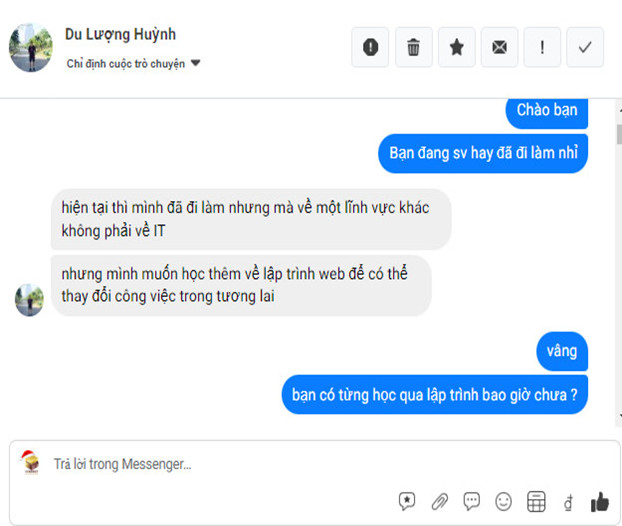 Du Lượng Huỳnh
Chỉ định cuộc trò chuyện
Chào bạn
Bạn đang sv hay đã đi làm nhỉ
hiện tại thì mình đã đi làm nhưng mà về một lĩnh vực khác
không phải về IT
nhưng mình muốn học thêm về lập trình web để có thể
thay đổi công việc trong tương lai
vâng
bạn có từng học qua lập trình bao giờ chưa ?
Trả lời trong Messenger...